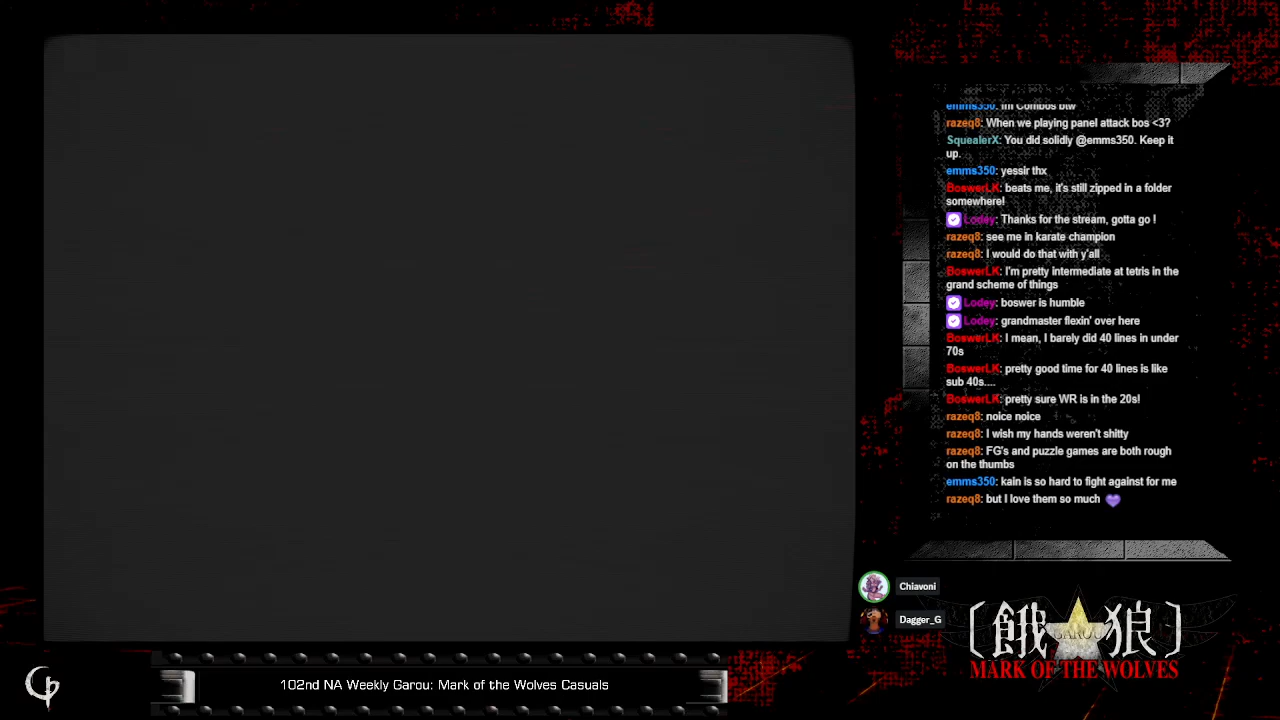 emms350: Im Combos btw
razeq8: When we playing panel attack bos <3?
SquealerX: You did solidly @emms350. Keep it
up.
emms350: yessir thx
BoswerLK: beats me, it's still zipped in a folder
somewhere!
Lodey: Thanks for the stream, gotta go !
razeq8: see me in karate champion
razeq8: I would do that with y'all
BoswerLK: I'm pretty intermediate at tetris in the
grand scheme of things
Lodey: boswer is humble
Lodey: grandmaster flexin' over here
BoswerLK: I mean, I barely did 40 lines in under
70s
BoswerLK: pretty good time for 40 lines is like
sub 40s....
BoswerLK: pretty sure WR is in the 20s!
razeq8: noice noice
razeq8: I wish my hands weren't shitty
razeq8: FG's and puzzle games are both rough
on the thumbs
emms350: kain is so hard to fight against for me
razeq8: but I love them so much 💜
Chiavoni
Dagger_G
〔餓狼〕
GAROU
MARK OF THE WOLVES
102nd NA Weekly Garou: Mark of the Wolves Casuals